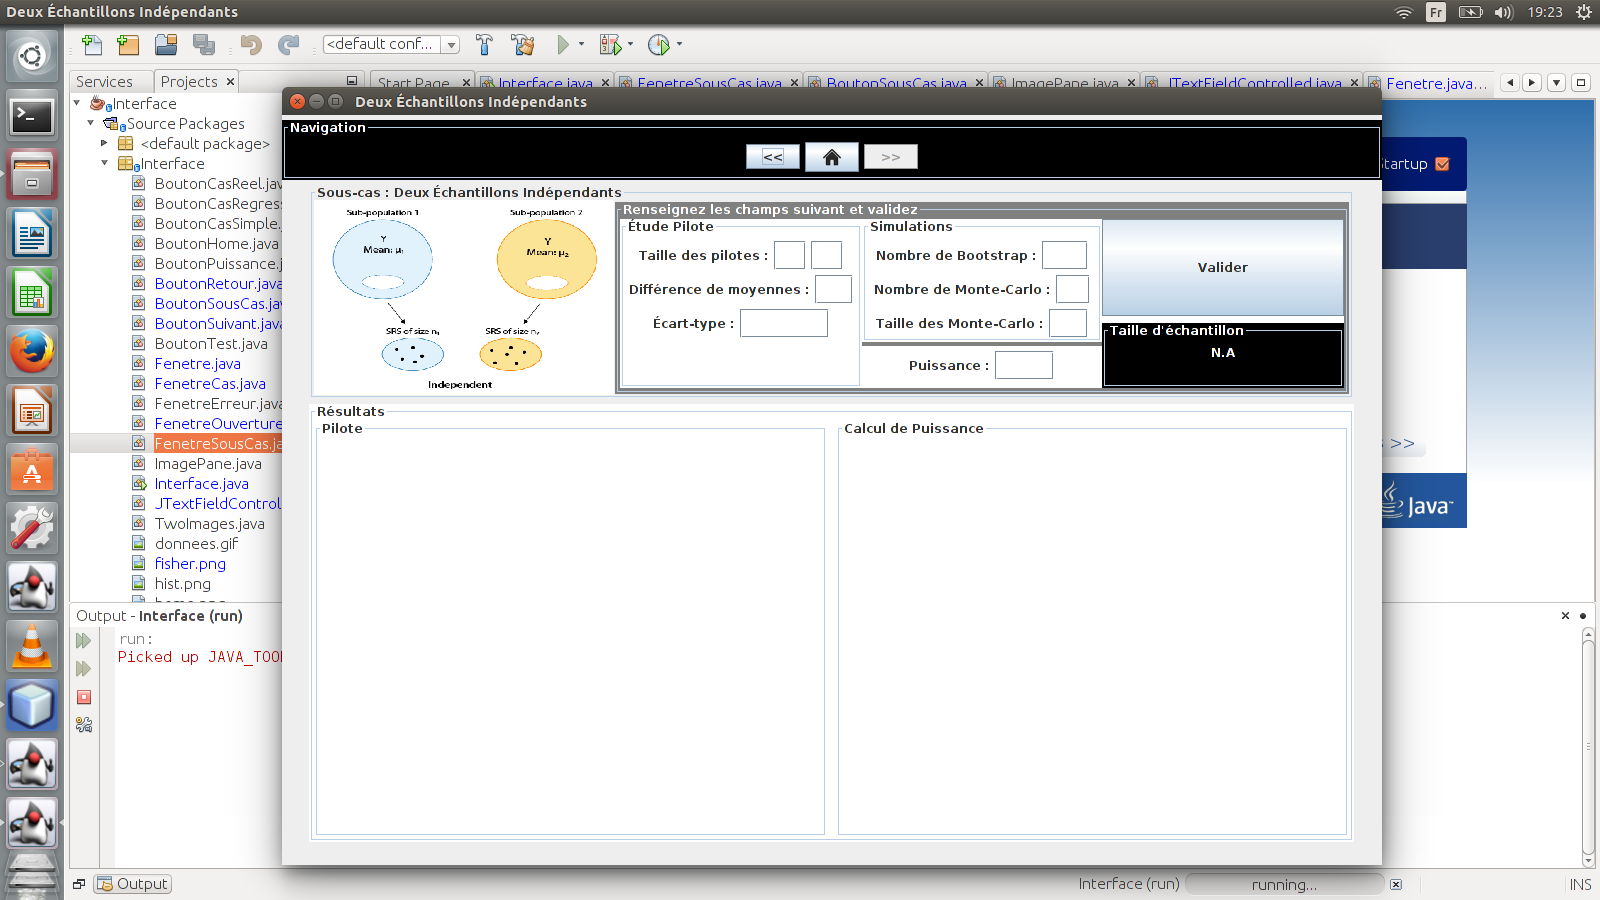 Deux Échantillons Indépendants
Fr
19:23
<default conf...
Services
Projects
Start Page
Interface.java
FenetreSousCas.java
BoutonSousCas.java
ImagePane.java
JTextFieldControlled.java
Fenetre.java...
Interface
Source Packages
<default package>
Interface
BoutonCasReel.jav
BoutonCasRegres
BoutonCasSimple.
BoutonHome.java
BoutonPuissance.j
BoutonRetour.java
BoutonSousCas.jav
BoutonSuivant.java
BoutonTest.java
Fenetre.java
FenetreCas.java
FenetreErreur.java
FenetreOuverture
FenetreSousCas.ja
ImagePane.java
Interface.java
JTextFieldControl
TwoImages.java
donnees.gif
fisher.png
hist.png
Deux Échantillons Indépendants
Navigation
<<
>>
Sous-cas : Deux Échantillons Indépendants
Sub-population 1
Sub-population 2
Y
Mean: μ1
Y
Mean: μ2
SRS of size n1
SRS of size n2
Independent
Renseignez les champs suivant et validez
Étude Pilote
Taille des pilotes :
Différence de moyennes :
Écart-type :
Simulations
Nombre de Bootstrap :
Nombre de Monte-Carlo :
Taille des Monte-Carlo :
Puissance :
Valider
Taille d'échantillon
N.A
Résultats
Pilote
Calcul de Puissance
Startup
>>
Java
Output - Interface (run)
run:
Picked up JAVA_TOO
Output
Interface (run)
running...
INS